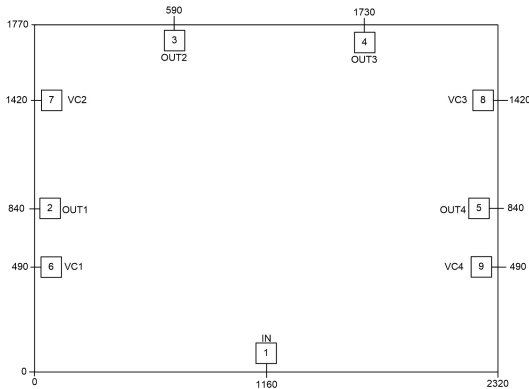 590 1730
1770
3 4
OUT2 OUT3
1420 7 VC2 VC3 8 1420
840 2 OUT1 OUT4 5 840
490 6 VC1 VC4 9 490
IN
1
0
0 1160 2320